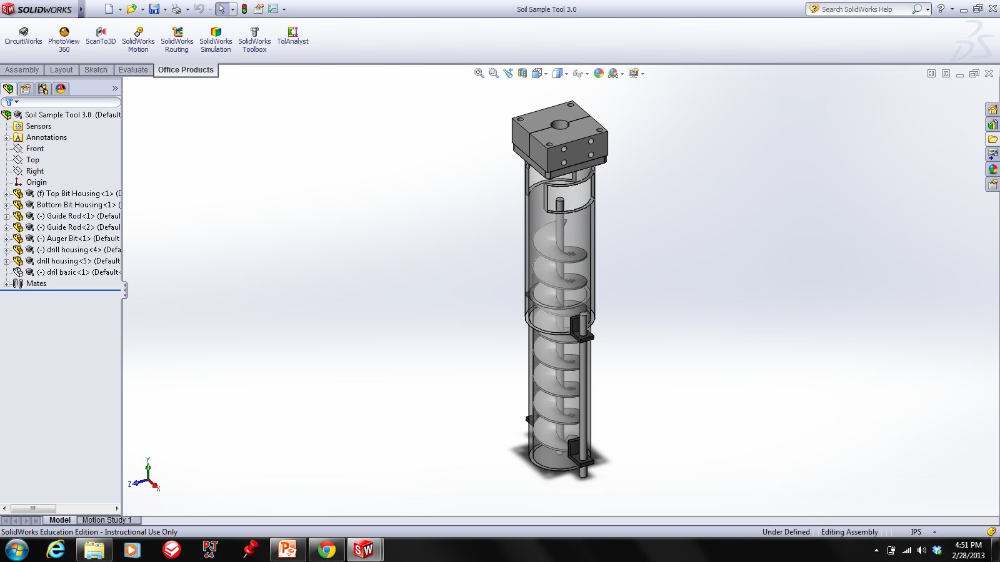 SW SOLIDWORKS
Soil Sample Tool 3.0
Search SolidWorks Help
CircuitWorks
PhotoView 360
ScanTo3D
SolidWorks Motion
SolidWorks Routing
SolidWorks Simulation
SolidWorks Toolbox
TolAnalyst
Assembly
Layout
Sketch
Evaluate
Office Products
Soil Sample Tool 3.0 (Default
Sensors
Annotations
Front
Top
Right
Origin
(f) Top Bit Housing<1> (D
Bottom Bit Housing<1> (
(-) Guide Rod<1> (Defaul
(-) Guide Rod<2> (Defaul
(-) Auger Bit<1> (Default
(-) drill housing<4> (Defa
drill housing<5> (Default
(-) dril basic<1> (Default<
Mates
Y
Z
X
Model
Motion Study 1
SolidWorks Education Edition - Instructional Use Only
Under Defined
Editing Assembly
IPS
PJT
64
SW
4:51 PM
2/28/2013